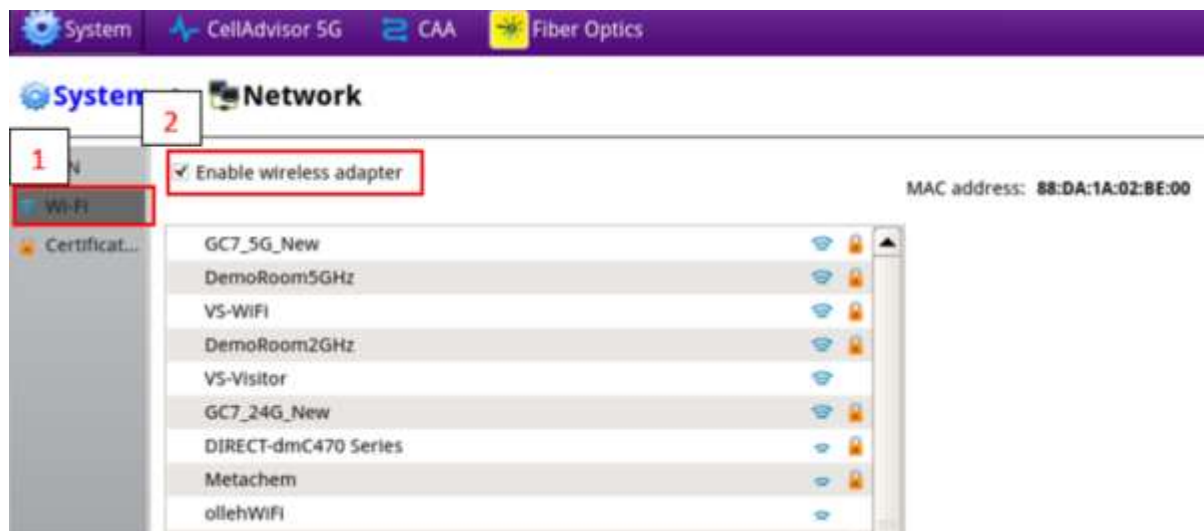 System CellAdvisor 5G CAA Fiber Optics
System Network
2
1 N
Enable wireless adapter
MAC address: 88:DA:1A:02:BE:00
Wi-Fi
Certificat...
GC7_5G_New
DemoRoom5GHz
VS-WiFi
DemoRoom2GHz
VS-Visitor
GC7_24G_New
DIRECT-dmC470 Series
Metachem
ollehWiFi